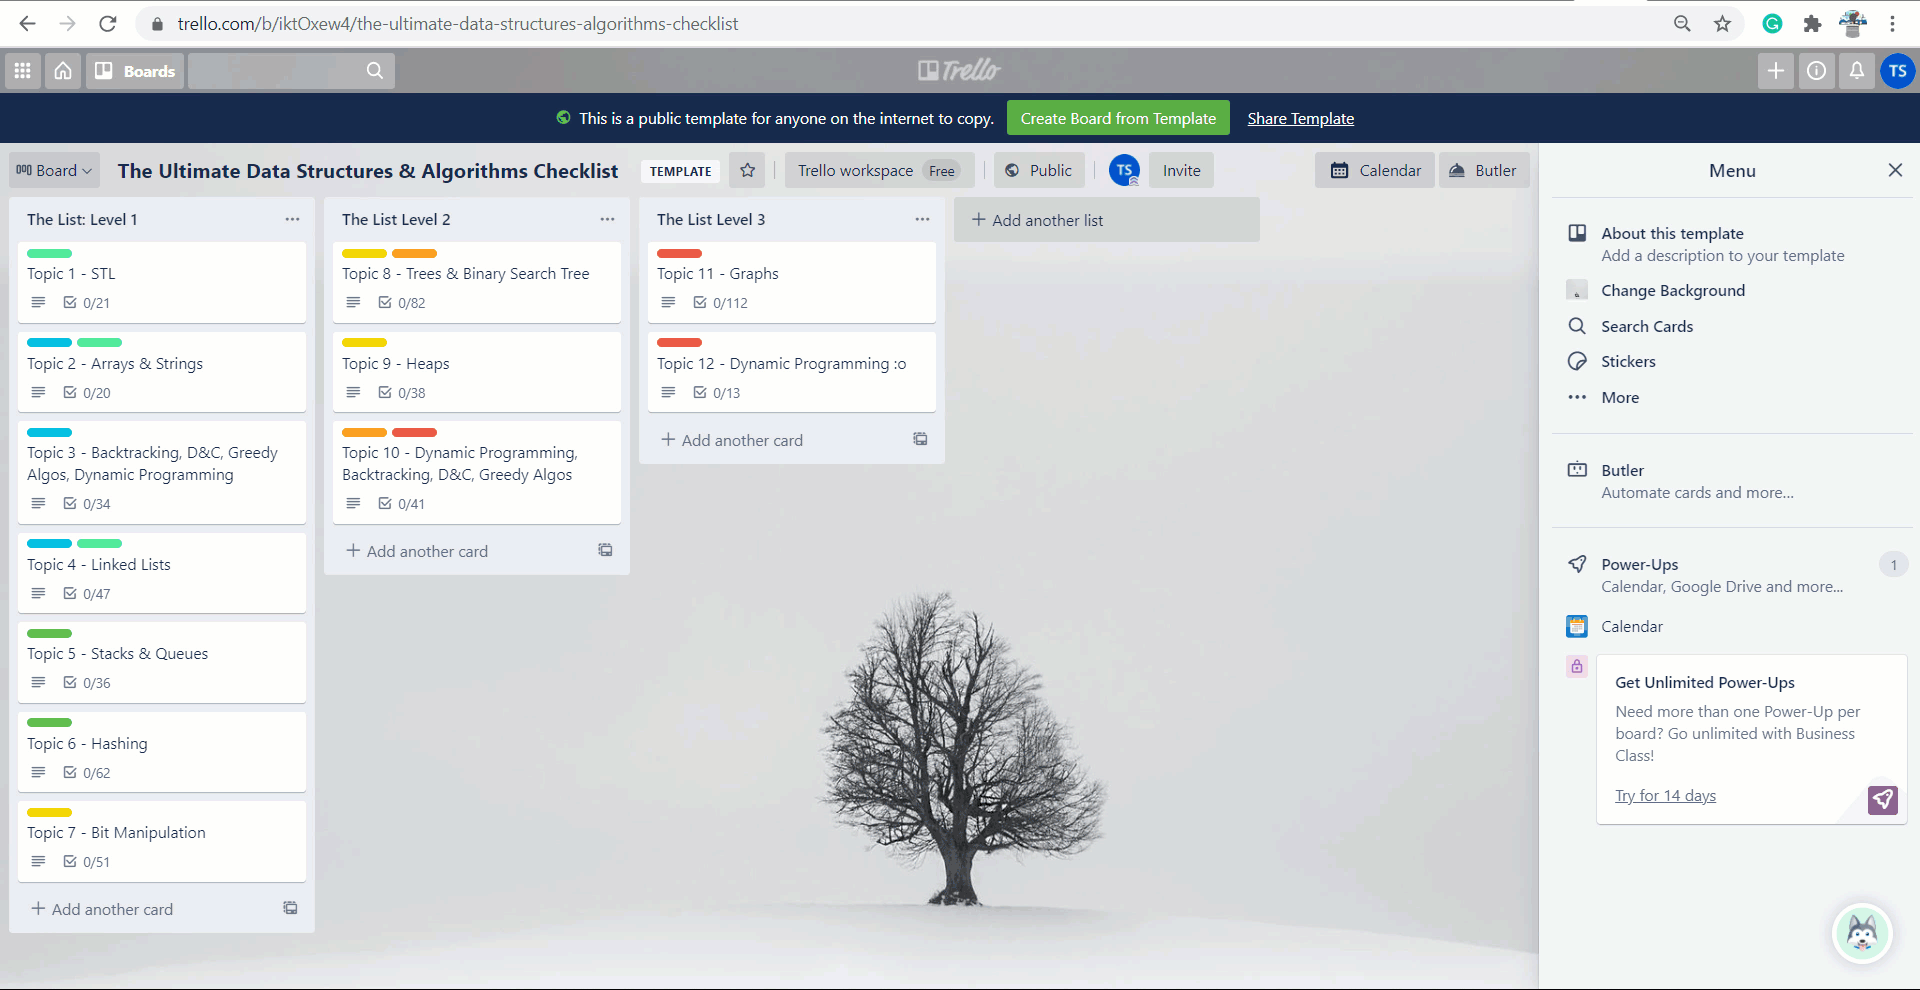 trello.com/b/iktOxew4/the-ultimate-data-structures-algorithms-checklist
Boards
Trello
TS
This is a public template for anyone on the internet to copy.
Create Board from Template
Share Template
Board
The Ultimate Data Structures & Algorithms Checklist
TEMPLATE
Trello workspace
Free
Public
TS
Invite
Calendar
Butler
The List: Level 1
Topic 1 - STL
0/21
Topic 2 - Arrays & Strings
0/20
Topic 3 - Backtracking, D&C, Greedy
Algos, Dynamic Programming
0/34
Topic 4 - Linked Lists
0/47
Topic 5 - Stacks & Queues
0/36
Topic 6 - Hashing
0/62
Topic 7 - Bit Manipulation
0/51
Add another card
The List Level 2
Topic 8 - Trees & Binary Search Tree
0/82
Topic 9 - Heaps
0/38
Topic 10 - Dynamic Programming,
Backtracking, D&C, Greedy Algos
0/41
Add another card
The List Level 3
Topic 11 - Graphs
0/112
Topic 12 - Dynamic Programming :o
0/13
Add another card
Add another list
Menu
About this template
Add a description to your template
Change Background
Search Cards
Stickers
More
Butler
Automate cards and more...
Power-Ups
1
Calendar, Google Drive and more...
Calendar
Get Unlimited Power-Ups
Need more than one Power-Up per
board? Go unlimited with Business
Class!
Try for 14 days